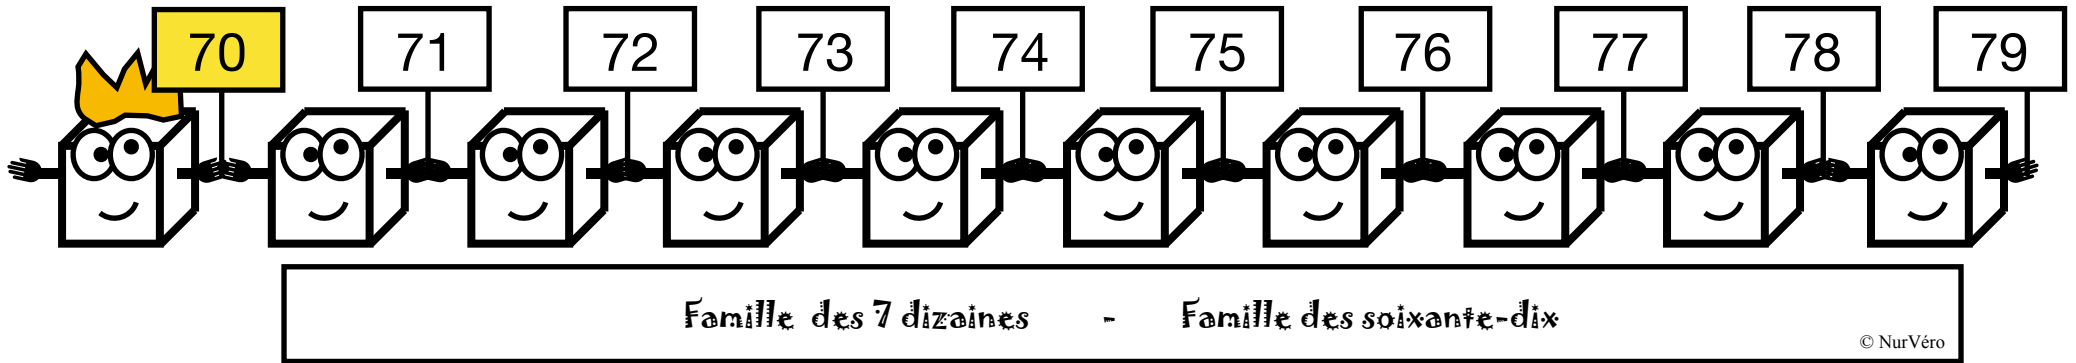 70 71 72 73 74 75 76 77 78 79
Famille des 7 dizaines - Famille des soixante-dix
© NurVéro